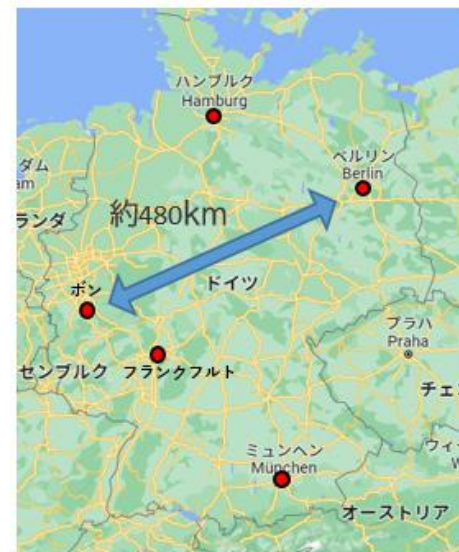 ハンブルク
Hamburg
ダム
am
ベルリン
Berlin
ランダ
約480km
ドイツ
ボン
プラハ
Praha
センブルク
フランクフルト
チェ
ミュンヘン
München
ウィ
W
オーストリア